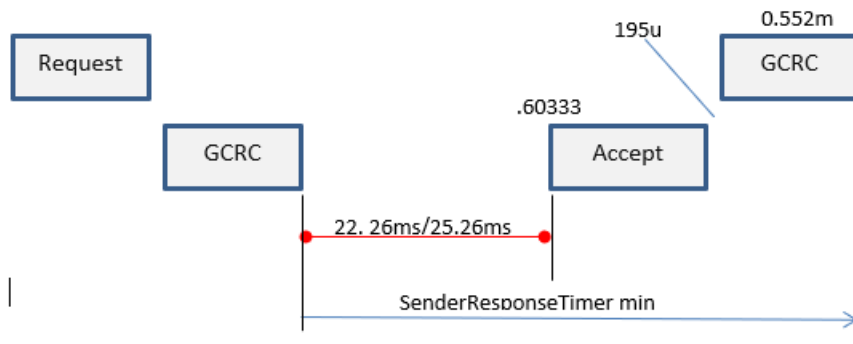 0.552m
195u
Request
GCRC
.60333
GCRC
Accept
22. 26ms/25.26ms
SenderResponseTimer min